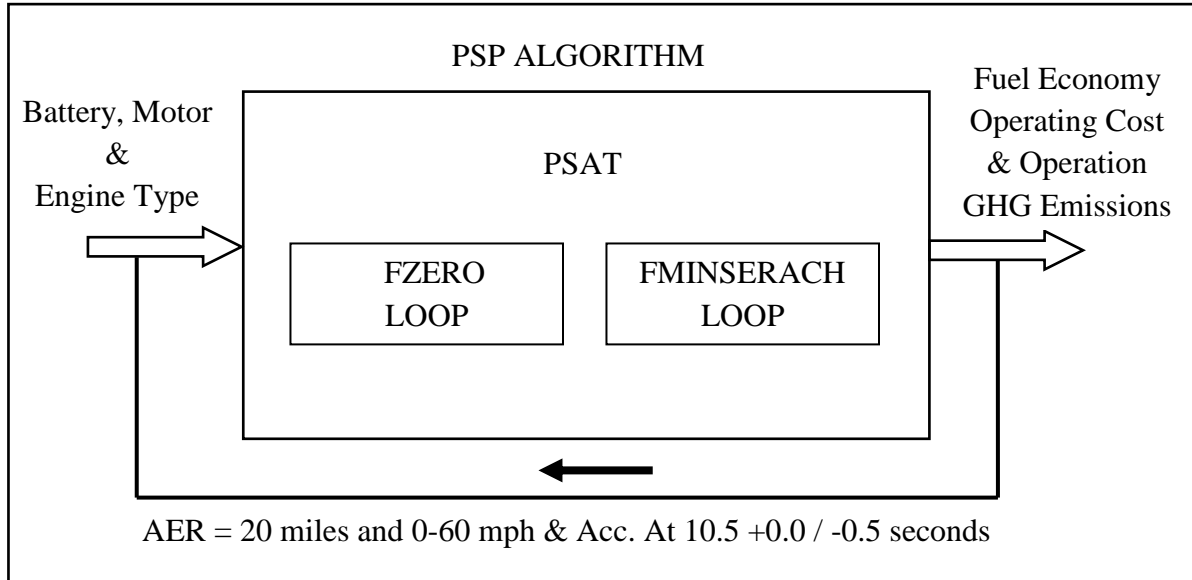 PSP ALGORITHM
Battery, Motor
&
Engine Type
PSAT
FZERO
LOOP
FMINSERACH
LOOP
Fuel Economy
Operating Cost
& Operation
GHG Emissions
AER = 20 miles and 0-60 mph & Acc. At 10.5 +0.0 / -0.5 seconds